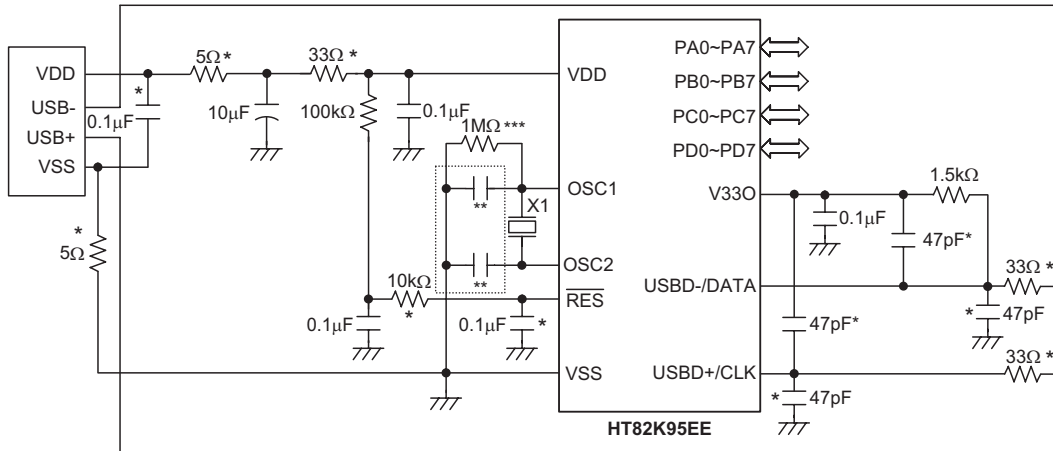 VDD
USB-
USB+
VSS
*
0.1µF
5Ω*
33Ω *
10µF
100kΩ
0.1µF
1MΩ ***
**
X1
**
*
5Ω
10kΩ
*
0.1µF
0.1µF
*
VDD
OSC1
OSC2
RES
VSS
PA0~PA7
PB0~PB7
PC0~PC7
PD0~PD7
V33O
USBD-/DATA
USBD+/CLK
HT82K95EE
1.5kΩ
0.1µF
47pF*
33Ω *
* 47pF
47pF*
33Ω *
* 47pF